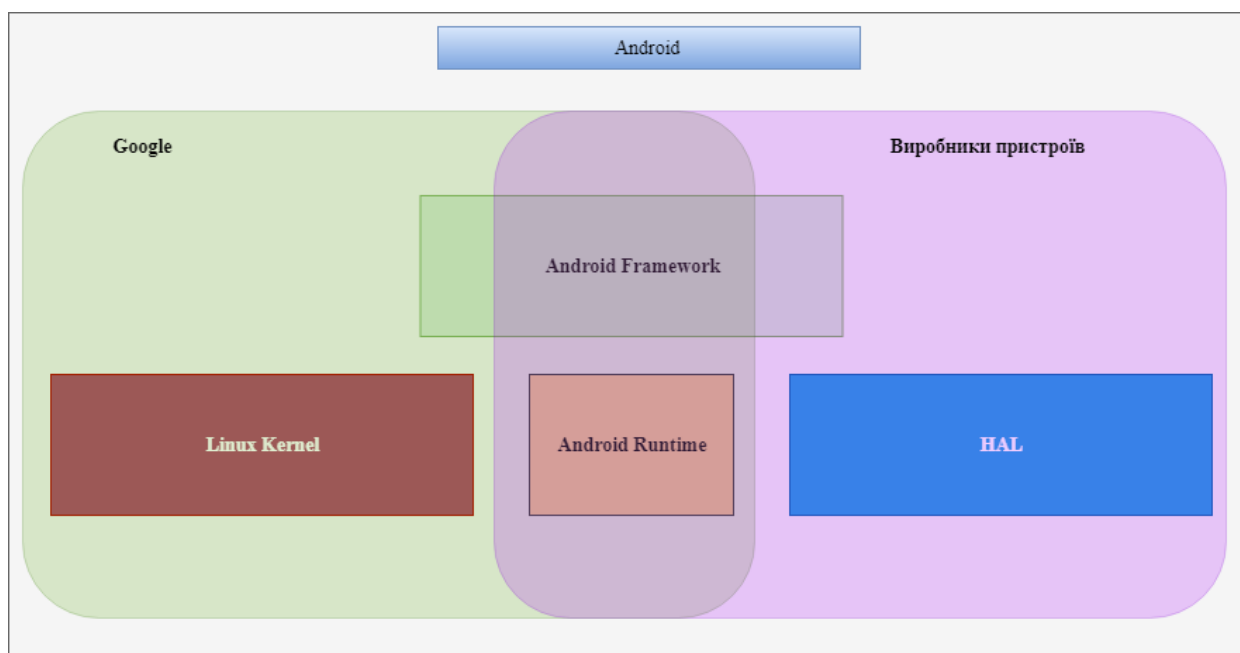 Android
Google
Виробники пристроїв
Android Framework
Linux Kernel
Android Runtime
HAL